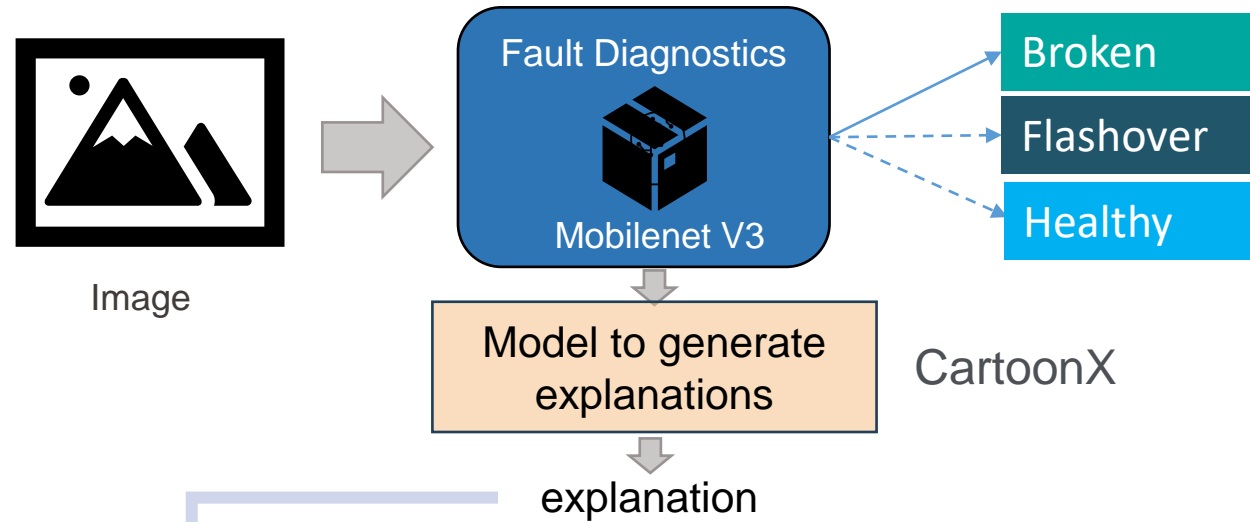 Fault Diagnostics
Mobilenet V3
Broken
Flashover
Healthy
Image
Model to generate
explanations
CartoonX
explanation